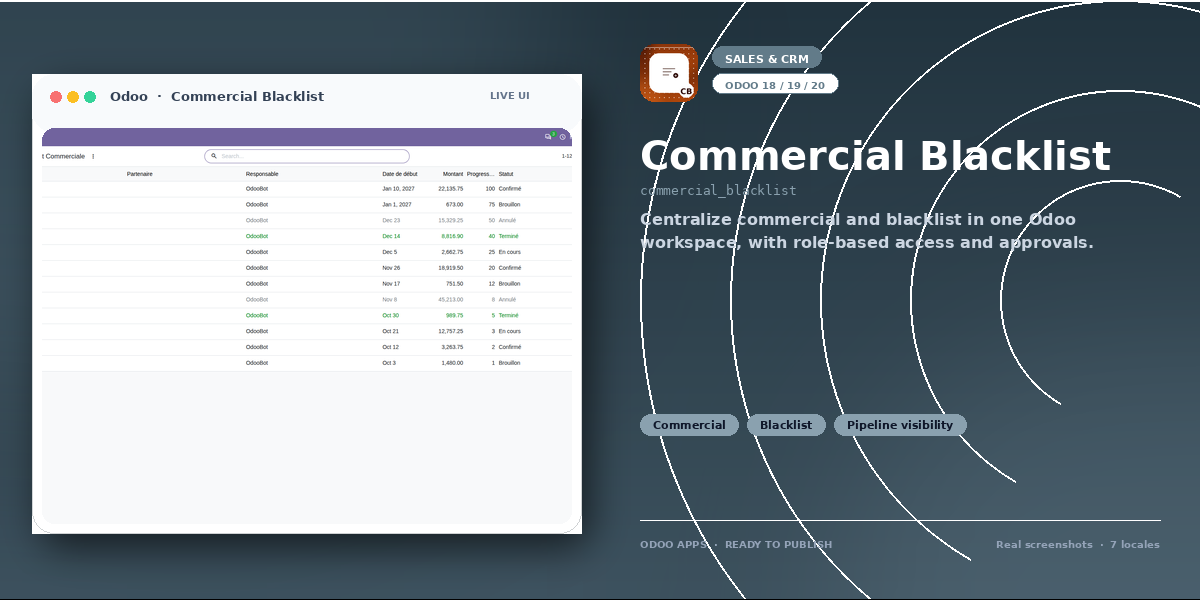 Odoo · Commercial Blacklist
LIVE UI
t Commerciale
Search...
1-12
Partenaire Responsable Date de début Montant Progress... Statut
OdooBot Jan 10, 2027 22,135.75 100 Confirmé
OdooBot Jan 1, 2027 673.00 75 Brouillon
OdooBot Dec 23 15,329.25 50 Annulé
OdooBot Dec 14 8,816.90 40 Terminé
OdooBot Dec 5 2,662.75 25 En cours
OdooBot Nov 26 18,919.50 20 Confirmé
OdooBot Nov 17 751.50 12 Brouillon
OdooBot Nov 8 45,213.00 8 Annulé
OdooBot Oct 30 989.75 5 Terminé
OdooBot Oct 21 12,757.25 3 En cours
OdooBot Oct 12 3,263.75 2 Confirmé
OdooBot Oct 3 1,480.00 1 Brouillon
CB
SALES & CRM
ODOO 18 / 19 / 20
Commercial Blacklist
commercial_blacklist
Centralize commercial and blacklist in one Odoo
workspace, with role-based access and approvals.
Commercial
Blacklist
Pipeline visibility
ODOO APPS · READY TO PUBLISH
Real screenshots · 7 locales